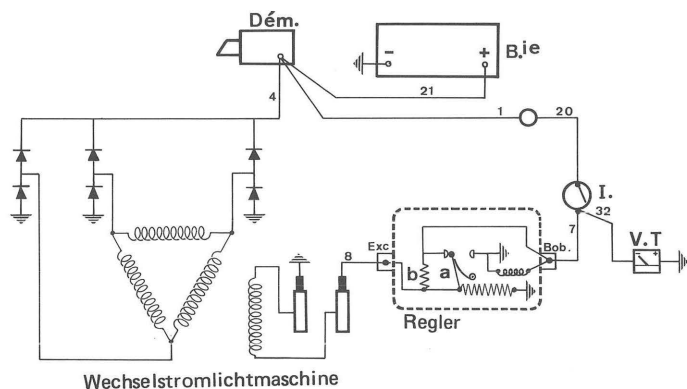 Dém.
- +
B.ie
4
21
1
20
I.
7
32
V.T
- +
8
Exc
Bob.
b
a
Regler
Wechselstromlichtmaschine